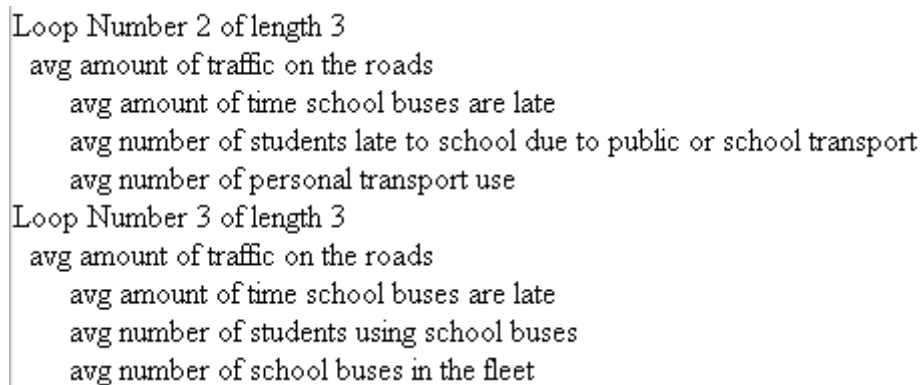 Loop Number 2 of length 3
avg amount of traffic on the roads
avg amount of time school buses are late
avg number of students late to school due to public or school transport
avg number of personal transport use
Loop Number 3 of length 3
avg amount of traffic on the roads
avg amount of time school buses are late
avg number of students using school buses
avg number of school buses in the fleet